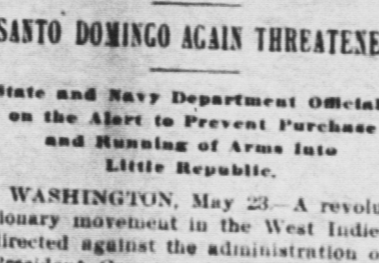 SANTO DOMINGO AGAIN THREATENE
State and Navy Department Official
on the Alert to Prevent Purchase
and Running of Arms Into
Little Republic.
WASHINGTON, May 23.—A revolu
ionary movement in the West Indie
directed against the administration o